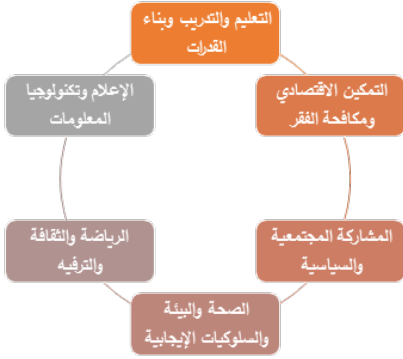 التعليم والتدريب وبناء
القدرات
التمكين الاقتصادي
ومكافحة الفقر
المشاركة المجتمعية
والسياسية
الصحة والبيئة
والسلوكيات الإيجابية
الرياضة والثقافة
والترفيه
الإعلام وتكنولوجيا
المعلومات